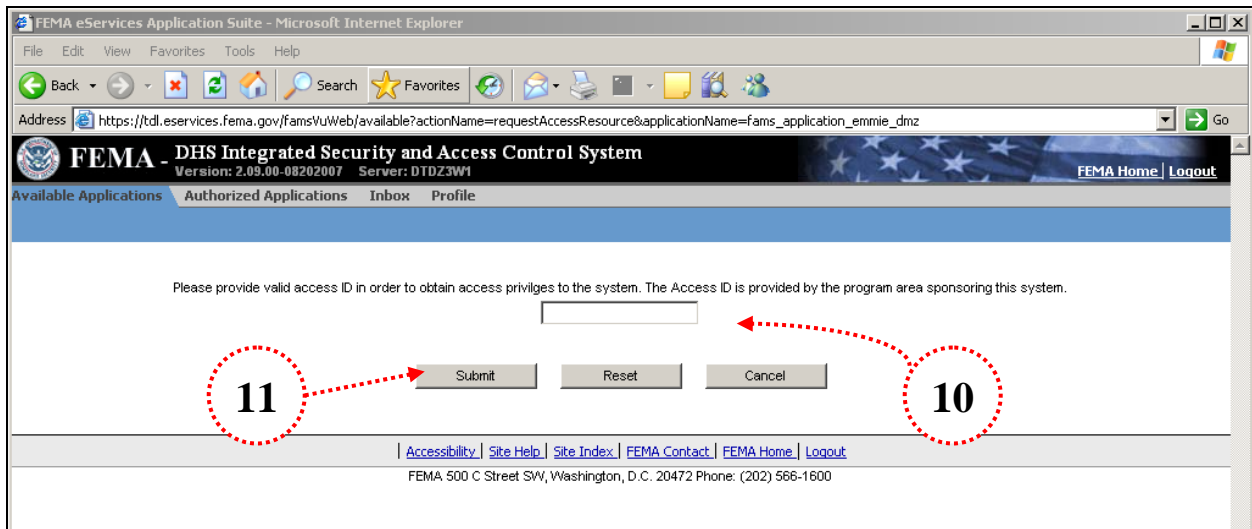 FEMA eServices Application Suite - Microsoft Internet Explorer
File Edit View Favorites Tools Help
Back Search Favorites
Address https://tdl.eservices.fema.gov/famsVuWeb/available?actionName=requestAccessResource&applicationName=fams_application_emmie_dmz Go
FEMA - DHS Integrated Security and Access Control System
Version: 2.09.00-08202007 Server: DTDZ3W1
FEMA Home | Logout
Available Applications Authorized Applications Inbox Profile
Please provide valid access ID in order to obtain access privilges to the system. The Access ID is provided by the program area sponsoring this system.
Submit Reset Cancel
11 10
| Accessibility | Site Help | Site Index | FEMA Contact | FEMA Home | Logout
FEMA 500 C Street SW, Washington, D.C. 20472 Phone: (202) 566-1600